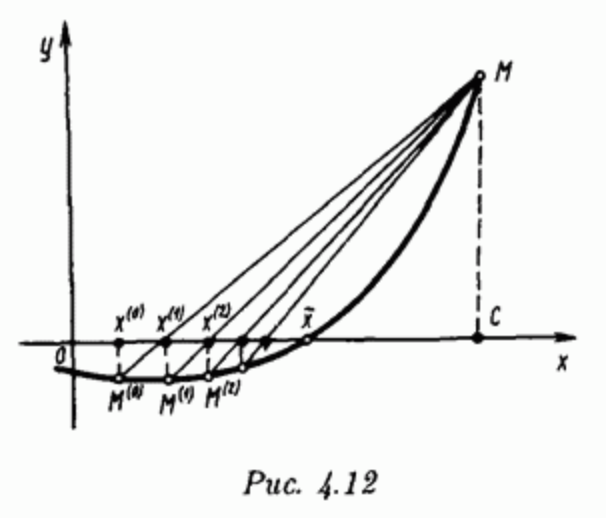 y
M
x⁽⁰⁾ x⁽¹⁾ x⁽²⁾ x̃ C
0 x
M⁽⁰⁾ M⁽¹⁾ M⁽²⁾
Рис. 4.12